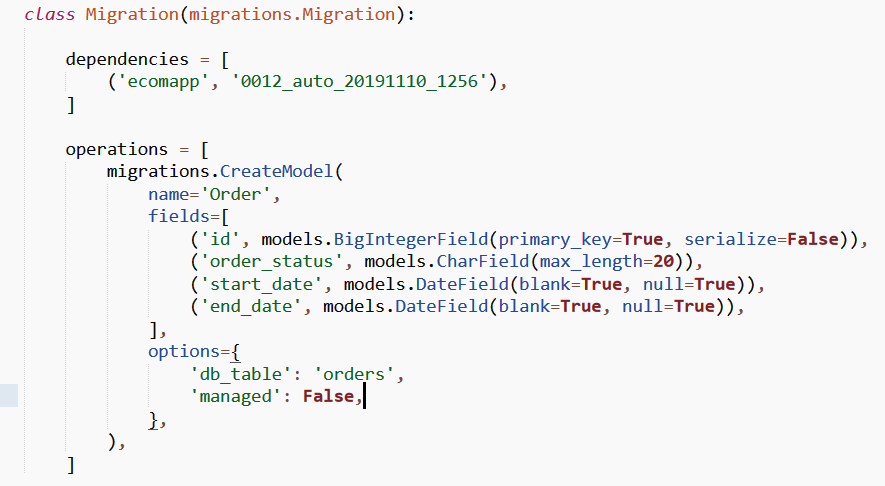 class Migration(migrations.Migration):
dependencies = [
('ecomapp', '0012_auto_20191110_1256'),
]
operations = [
migrations.CreateModel(
name='Order',
fields=[
('id', models.BigIntegerField(primary_key=True, serialize=False)),
('order_status', models.CharField(max_length=20)),
('start_date', models.DateField(blank=True, null=True)),
('end_date', models.DateField(blank=True, null=True)),
],
options={
'db_table': 'orders',
'managed': False,
},
),
]